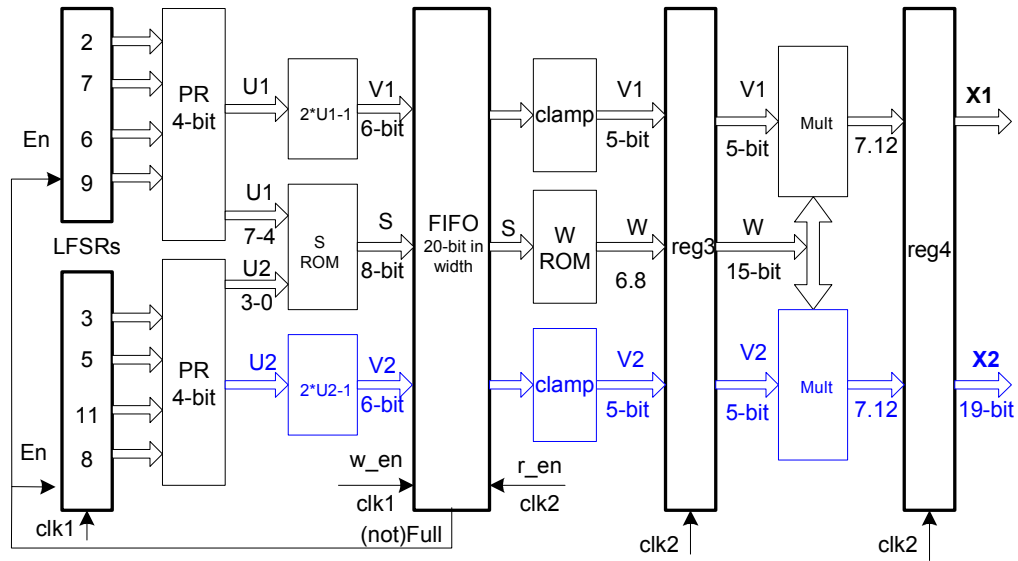 2
7
6
9
En
LFSRs
PR
4-bit
U1
2*U1-1
V1
6-bit
U1
7-4
U2
3-0
S
ROM
S
8-bit
3
5
11
8
En
clk1
PR
4-bit
U2
2*U2-1
V2
6-bit
FIFO
20-bit in
width
w_en
clk1
(not)Full
r_en
clk2
clamp
V1
5-bit
S
W
ROM
W
6.8
clamp
V2
5-bit
reg3
clk2
V1
5-bit
W
15-bit
V2
5-bit
Mult
7.12
Mult
7.12
reg4
clk2
X1
X2
19-bit